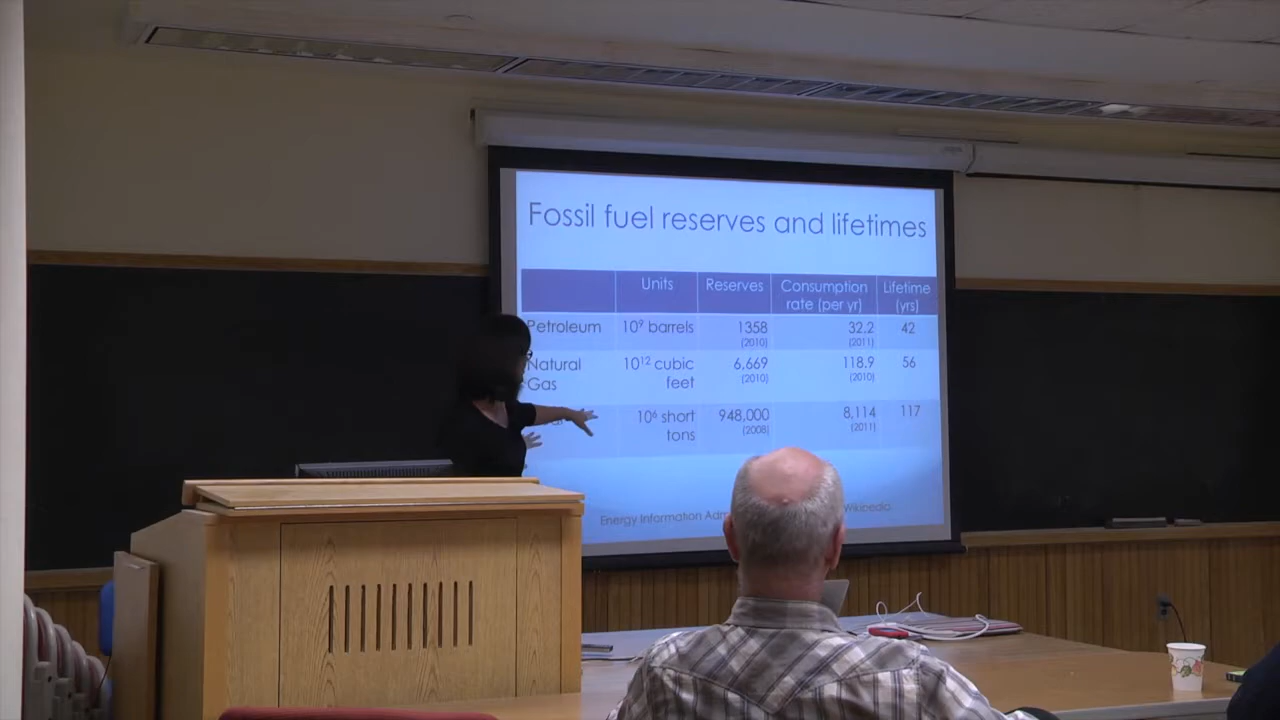 Fossil fuel reserves and lifetimes
Units Reserves Consumption rate (per yr) Lifetime (yrs)
Petroleum 10⁹ barrels 1358 (2010) 32.2 (2011) 42
Natural Gas 10¹² cubic feet 6,669 (2010) 118.9 (2010) 56
10⁶ short tons 948,000 (2008) 8,114 (2011) 117
Energy Information Wikipedia